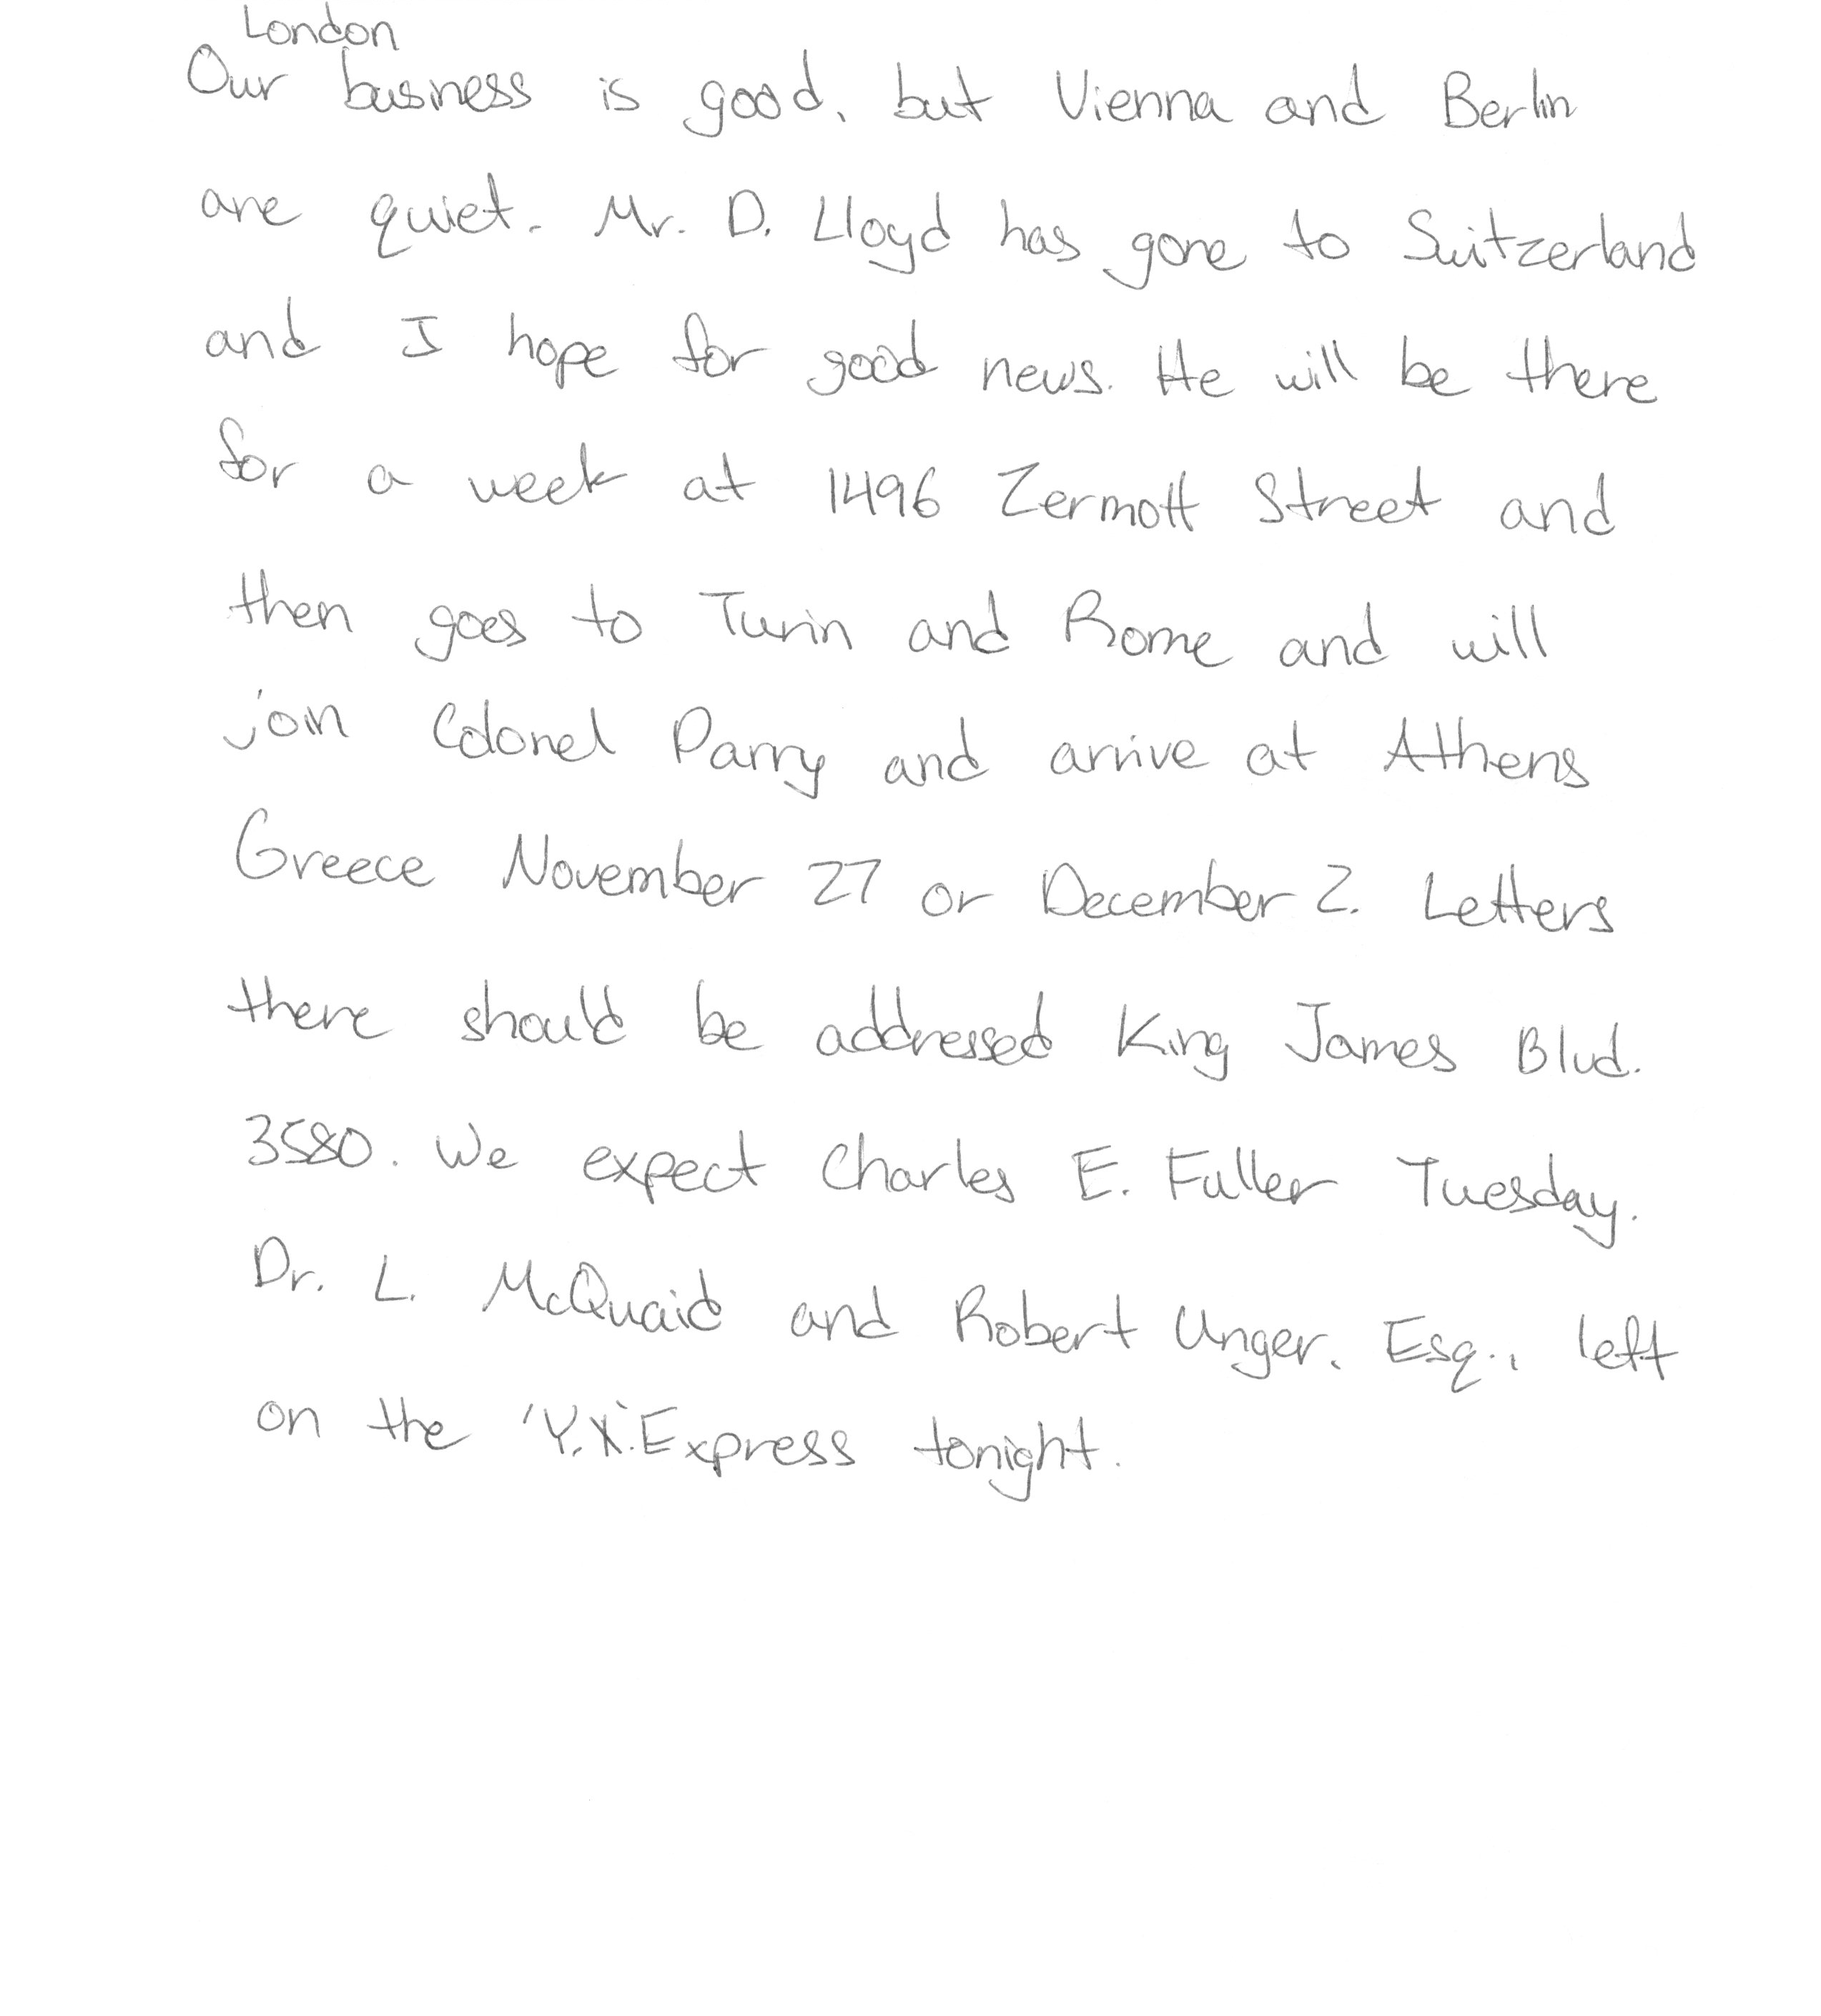 London
Our business is good, but Vienna and Berlin
are quiet. Mr. D. Lloyd has gone to Switzerland
and I hope for good news. He will be there
for a week at 1496 Zermott Street and
then goes to Turin and Rome and will
join Colonel Parry and arrive at Athens
Greece November 27 or December 2. Letters
there should be addressed King James Blvd.
3580. We expect Charles E. Fuller Tuesday.
Dr. L. McQuaid and Robert Unger, Esq., left
on the 'Y.X.' Express tonight.